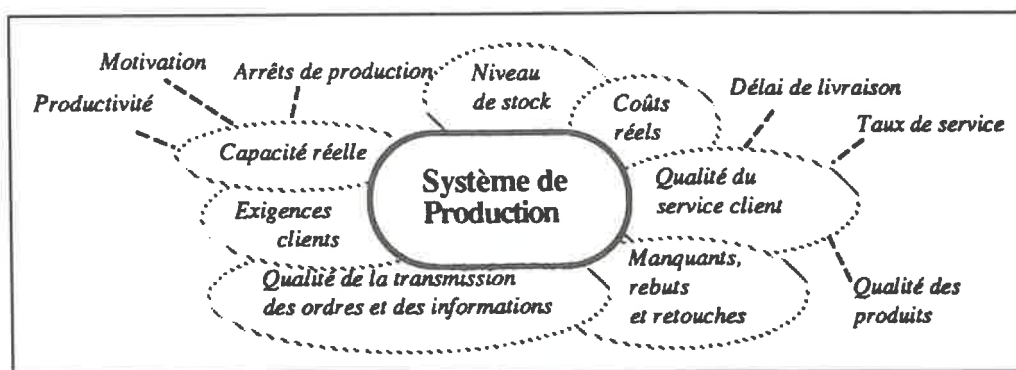 Motivation
Productivité
Arrêts de production
Capacité réelle
Niveau
de stock
Coûts
réels
Délai de livraison
Taux de service
Qualité du
service client
Système de
Production
Exigences
clients
Qualité de la transmission
des ordres et des informations
Manquants,
rebuts
et retouches
Qualité des
produits